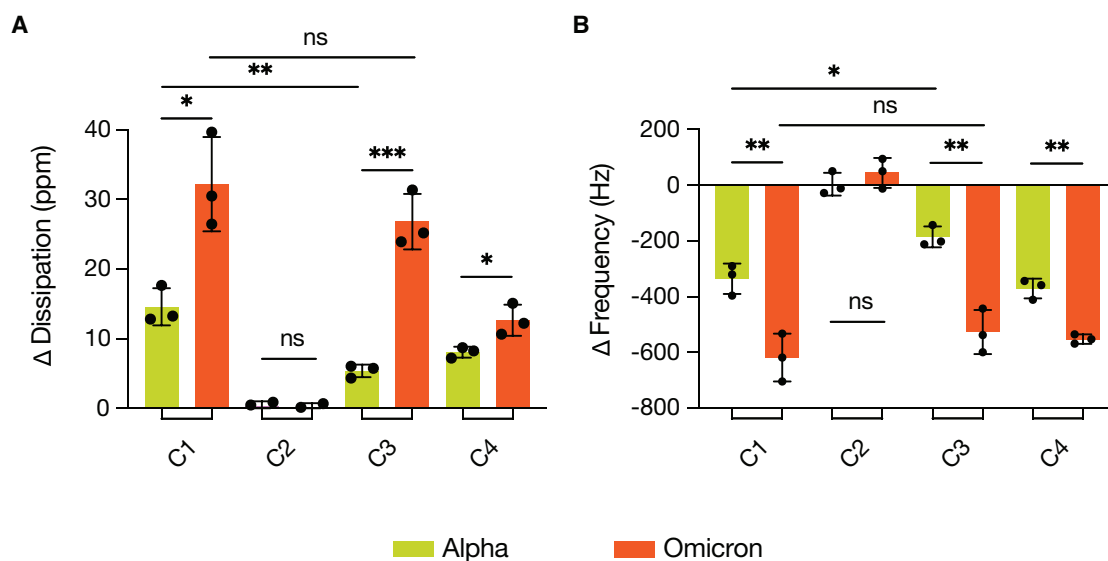 A
ns
**
*
***
*
ns
Δ Dissipation (ppm)
40
30
20
10
0
C1
C2
C3
C4
B
*
ns
**
**
**
ns
Δ Frequency (Hz)
200
0
-200
-400
-600
-800
C1
C2
C3
C4
Alpha
Omicron